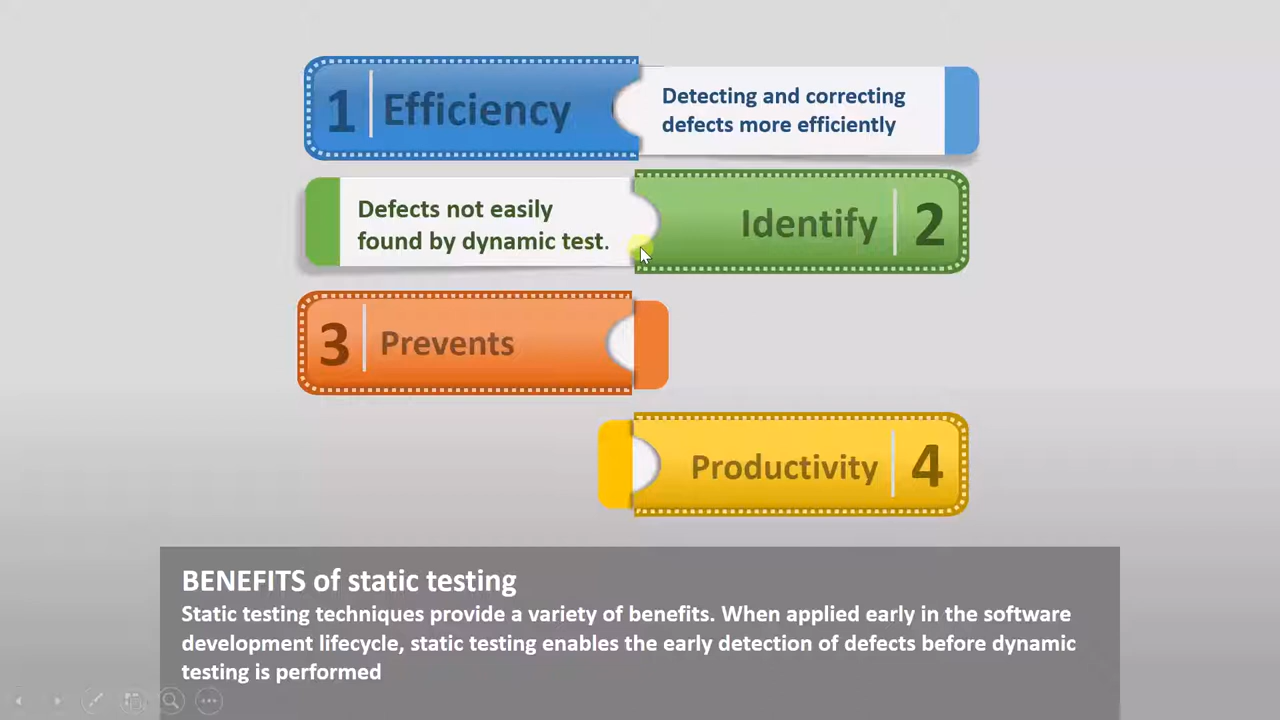 1 Efficiency
Detecting and correcting
defects more efficiently
Defects not easily
found by dynamic test.
Identify 2
3 Prevents
Productivity 4
BENEFITS of static testing
Static testing techniques provide a variety of benefits. When applied early in the software
development lifecycle, static testing enables the early detection of defects before dynamic
testing is performed